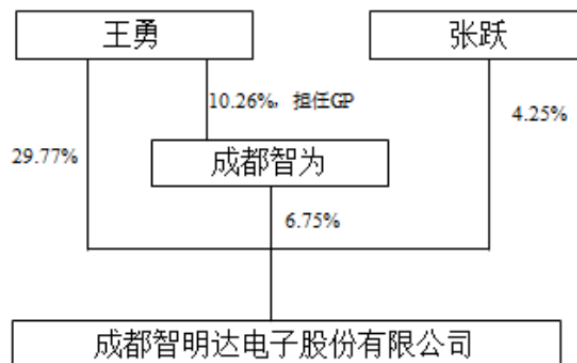 王勇
张跃
10.26%，担任GP
4.25%
29.77%
成都智为
6.75%
成都智明达电子股份有限公司